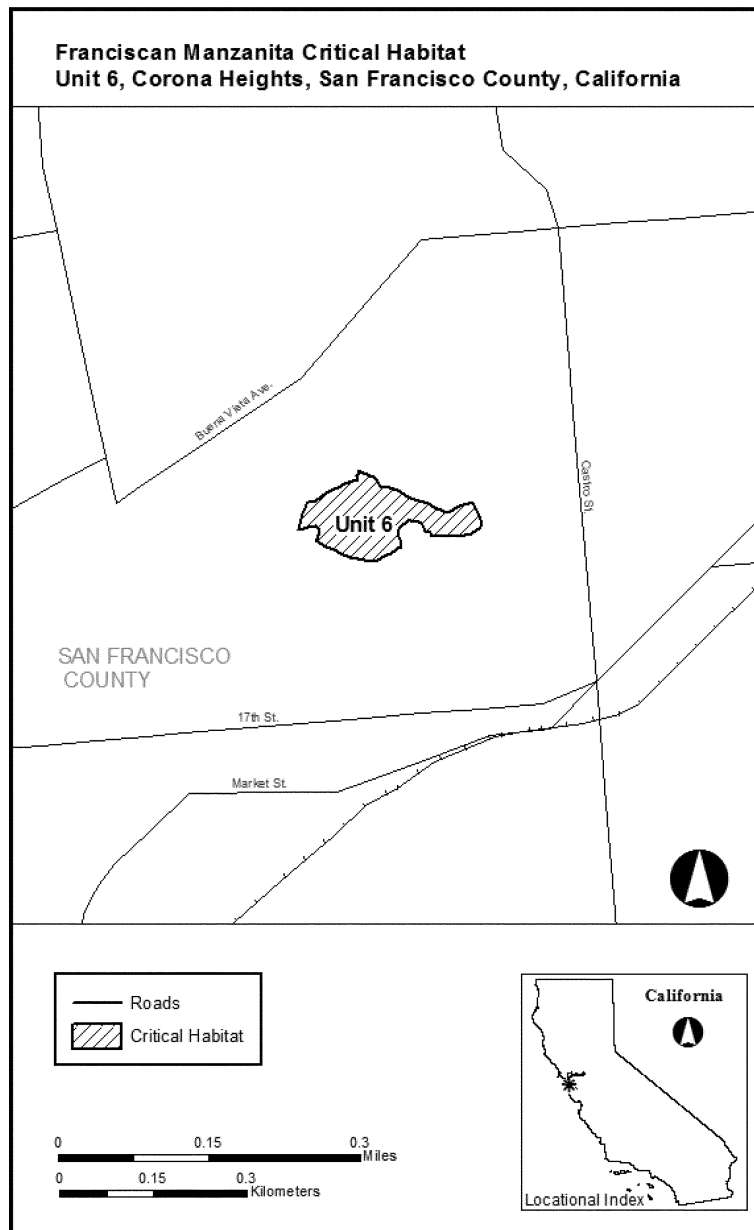 Franciscan Manzanita Critical Habitat
Unit 6, Corona Heights, San Francisco County, California
Buena Vista Ave.
Castro St.
Unit 6
SAN FRANCISCO
COUNTY
17th St.
Market St.
Roads
Critical Habitat
California
Locational Index
0 0.15 0.3
Miles
0 0.15 0.3
Kilometers